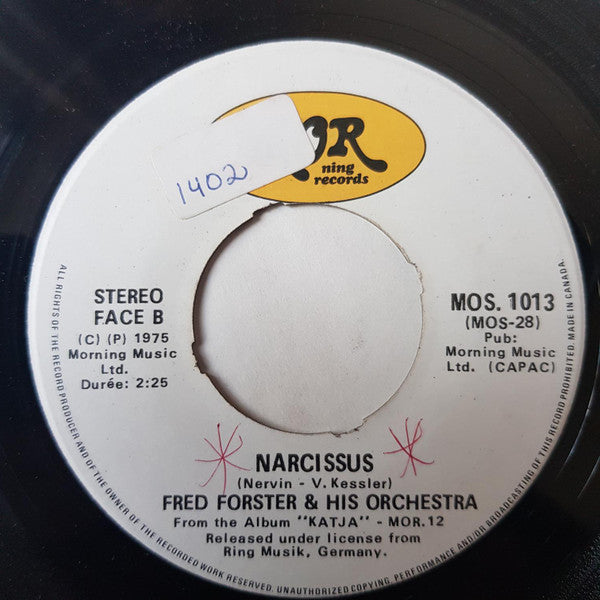 1402
OR
ning
records
STEREO
FACE B
(C) (P) 1975
Morning Music
Ltd.
Durée: 2:25
MOS. 1013
(MOS-28)
Pub:
Morning Music
Ltd. (CAPAC)
NARCISSUS
(Nervin - V. Kessler)
FRED FORSTER & HIS ORCHESTRA
From the Album "KATJA" - MOR. 12
Released under license from
Ring Musik, Germany.
ALL RIGHTS OF THE RECORD PRODUCER AND OF THE OWNER OF THE RECORDED WORK RESERVED. UNAUTHORIZED COPYING, PERFORMANCE AND/OR BROADCASTING OF THIS RECORD PROHIBITED. MADE IN CANADA.